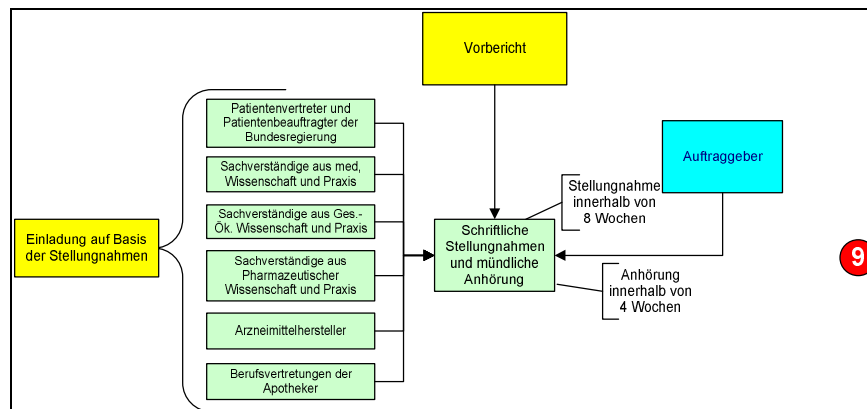 Vorbericht
Patientenvertreter und
Patientenbeauftragter der
Bundesregierung
Auftraggeber
Sachverständige aus med,
Wissenschaft und Praxis
Stellungnahme
innerhalb von
8 Wochen
Einladung auf Basis
der Stellungnahmen
Sachverständige aus Ges.-
Ök. Wissenschaft und Praxis
Schriftliche
Stellungnahmen
und mündliche
Anhörung
Sachverständige aus
Pharmazeutischer
Wissenschaft und Praxis
9
Anhörung
innerhalb von
4 Wochen
Arzneimittelhersteller
Berufsvertretungen der
Apotheker